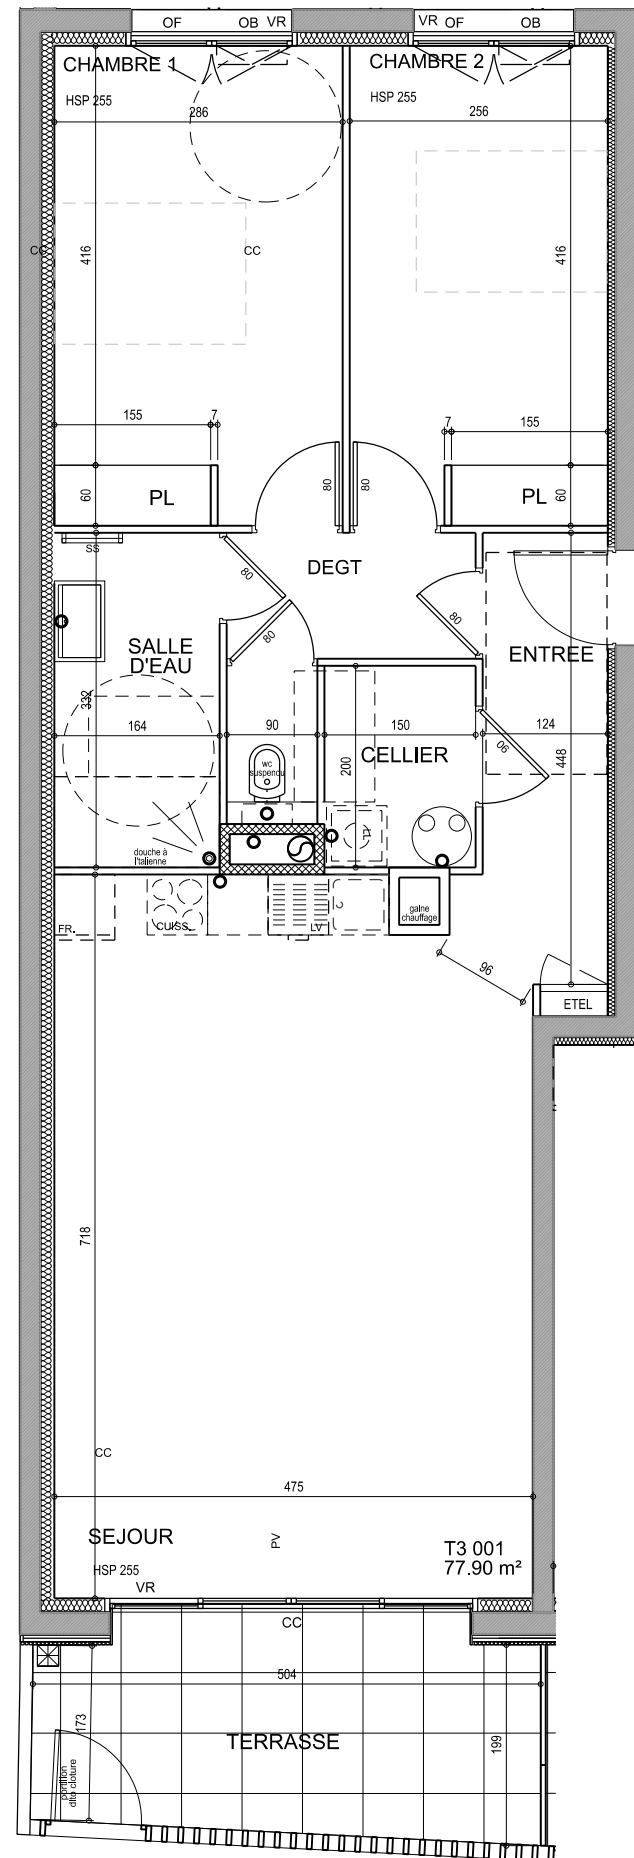 OF OB VR
VR OF OB
CHAMBRE 1
CHAMBRE 2
HSP 255
HSP 255
286
256
CC
CC
416
416
155
7
7
155
60
PL
80
80
PL
60
SS
DEGT
80
80
80
SALLE
D'EAU
ENTREE
332
164
90
150
124
CELLIER
90
448
200
wc
suspendu
LL
douche à
l'italienne
FR.
CUISS.
LV
C
gaine
chauffage
96
ETEL
718
CC
475
SEJOUR
PV
T3 001
77.90 m²
HSP 255
VR
CC
504
173
TERRASSE
199
portillon
dito cloture